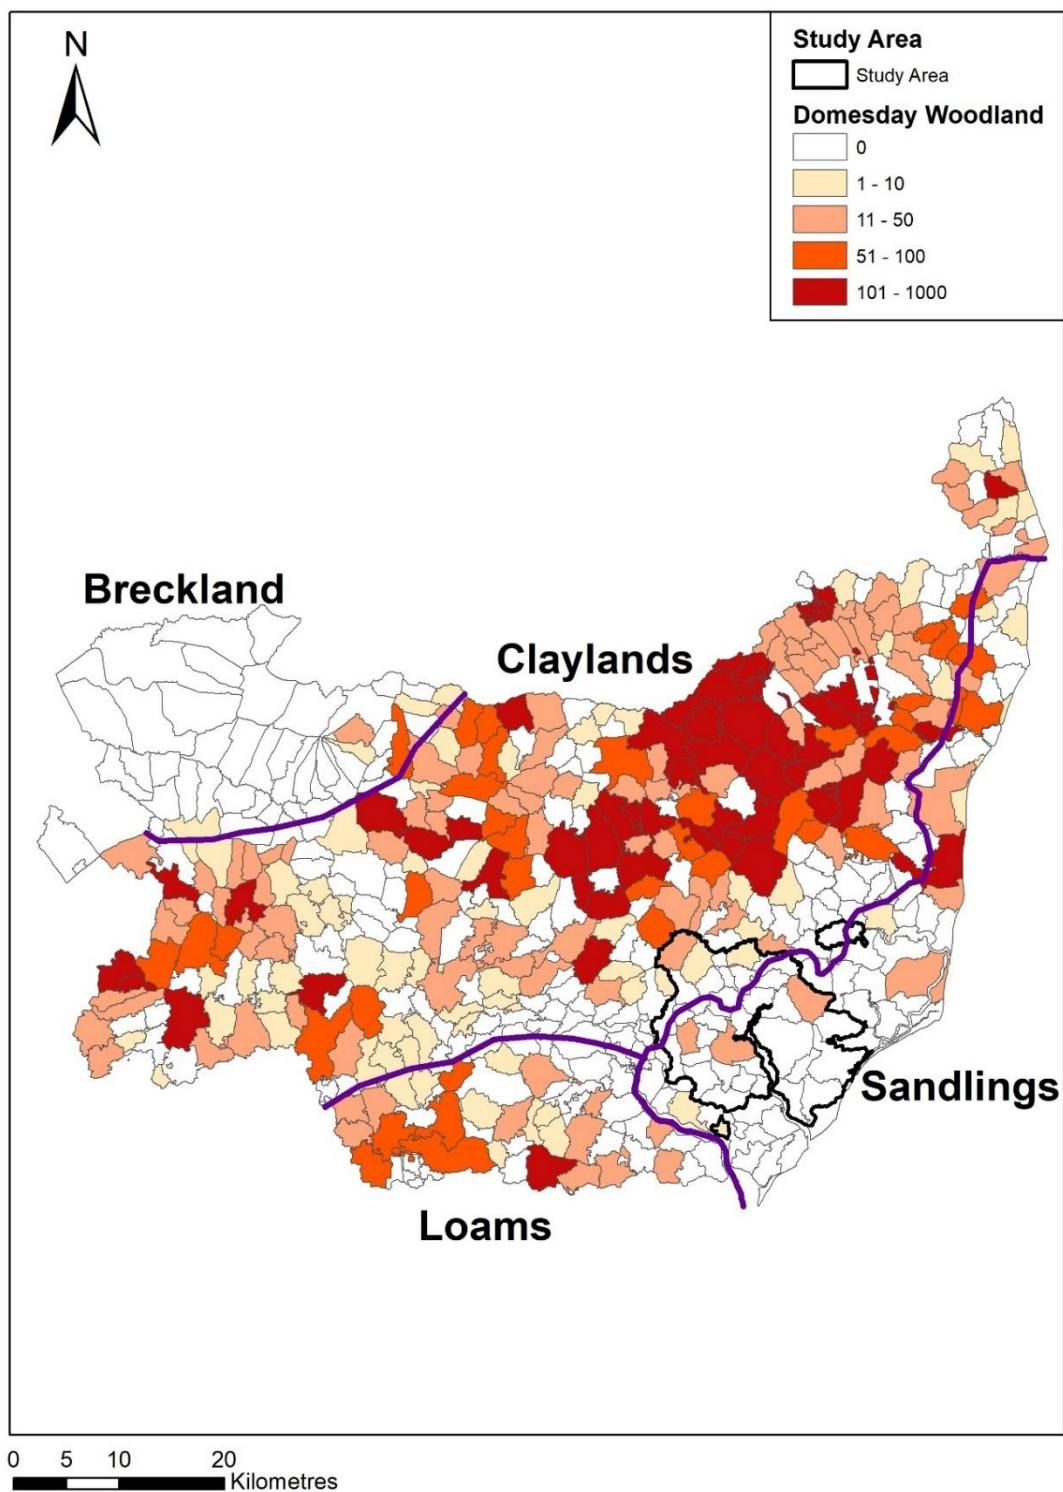 N
Study Area
Study Area
Domesday Woodland
0
1 - 10
11 - 50
51 - 100
101 - 1000
Breckland
Claylands
Sandlings
Loams
0 5 10 20
Kilometres